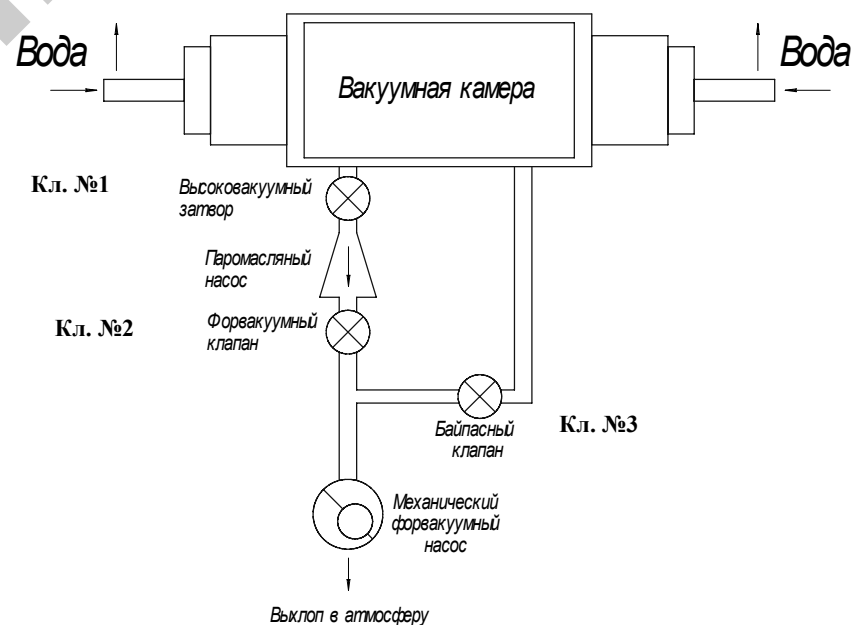 Вода
Вода
Вакуумная камера
Кл. №1
Высоковакуумный
затвор
Паромасляный
насос
Кл. №2
Форвакуумный
клапан
Байпасный
клапан
Кл. №3
Механический
форвакуумный
насос
Выхлоп в атмосферу